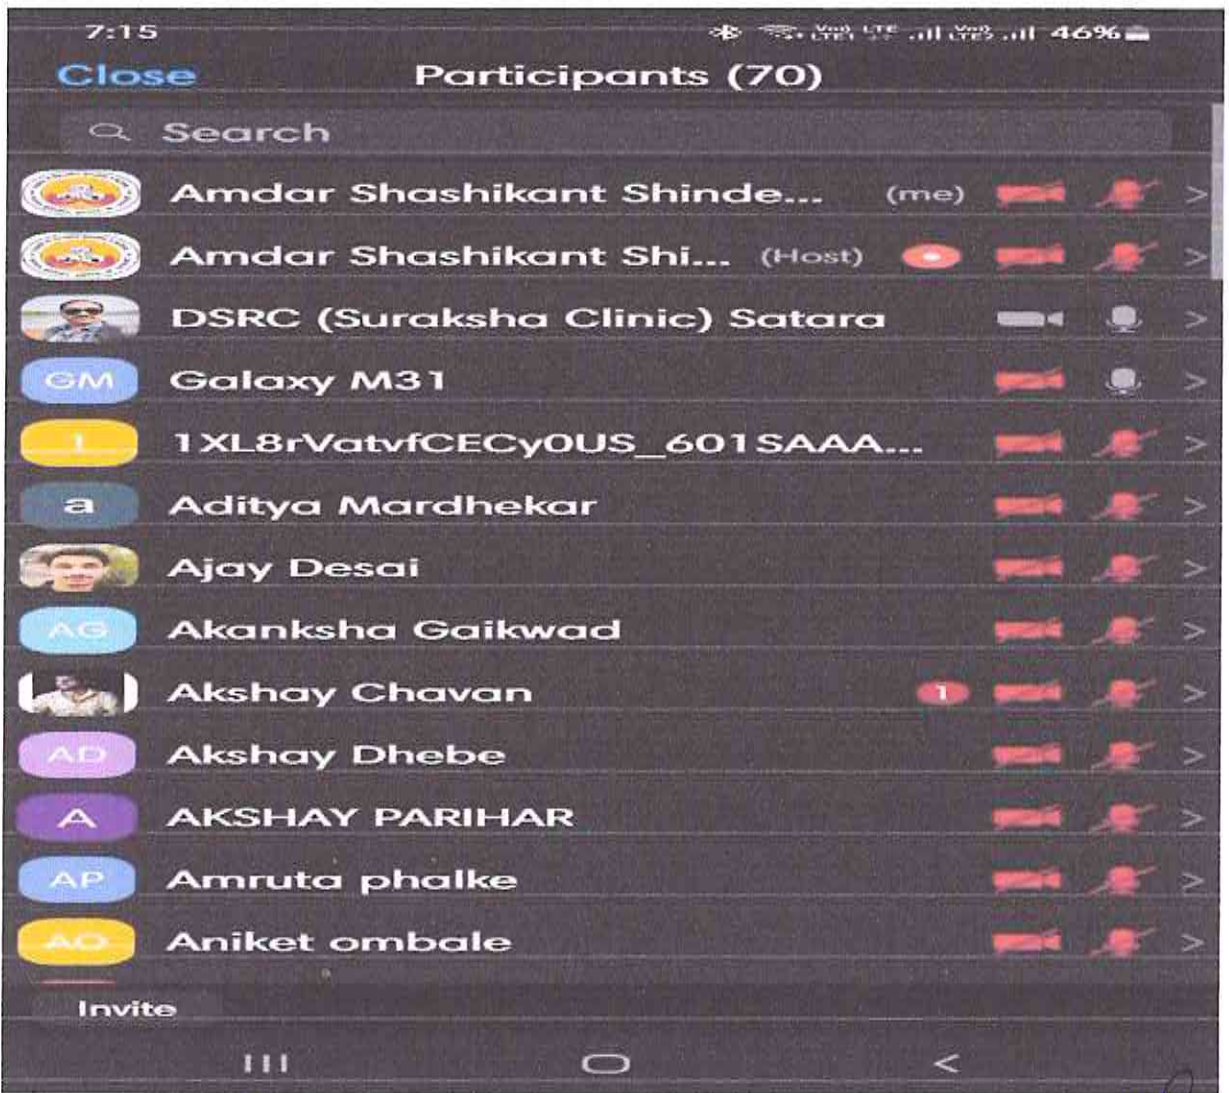 7:15 46%
Close Participants (70)
Search
Amdar Shashikant Shinde... (me)
Amdar Shashikant Shi... (Host)
DSRC (Suraksha Clinic) Satara
GM Galaxy M31
1 1XL8rVatvfCECy0US_601SAAA...
a Aditya Mardhekar
Ajay Desai
AG Akanksha Gaikwad
Akshay Chavan 1
AD Akshay Dhebe
A AKSHAY PARIHAR
AP Amruta phalke
AO Aniket ombale
Invite